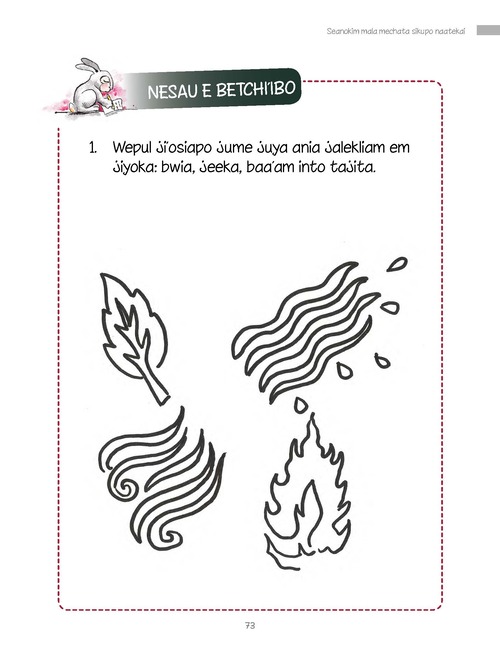 Seanokim mala mechata sikupo naatekai
NESAU E BETCHI'IBO
1. Wepul ji'osiapo jume juya ania jalekliam em
jiyoka: bwia, jeeka, baa'am into tajita.
73